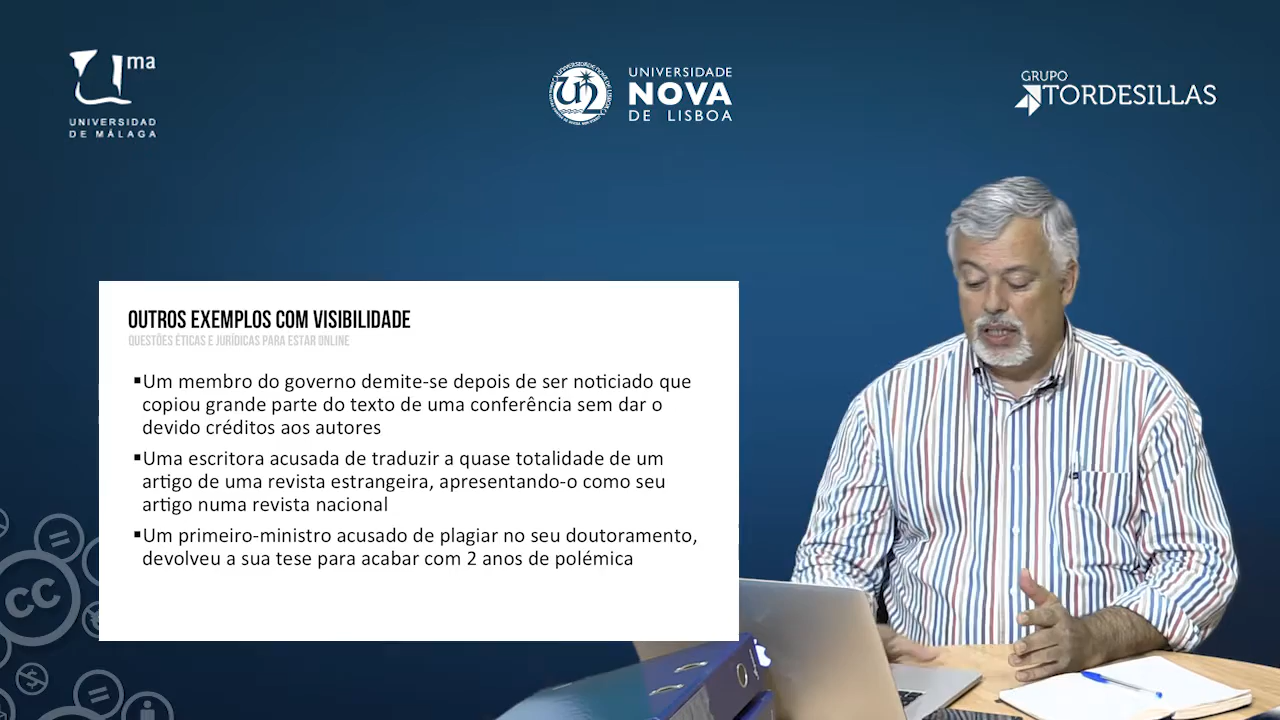 ma
UNIVERSIDAD
DE MÁLAGA
UNIVERSIDADE
NOVA
DE LISBOA
GRUPO
TORDESILLAS
OUTROS EXEMPLOS COM VISIBILIDADE
QUESTÕES ÉTICAS E JURÍDICAS PARA ESTAR ONLINE
▪Um membro do governo demite-se depois de ser noticiado que
copiou grande parte do texto de uma conferência sem dar o
devido créditos aos autores
▪Uma escritora acusada de traduzir a quase totalidade de um
artigo de uma revista estrangeira, apresentando-o como seu
artigo numa revista nacional
▪Um primeiro-ministro acusado de plagiar no seu doutoramento,
devolveu a sua tese para acabar com 2 anos de polémica
cc